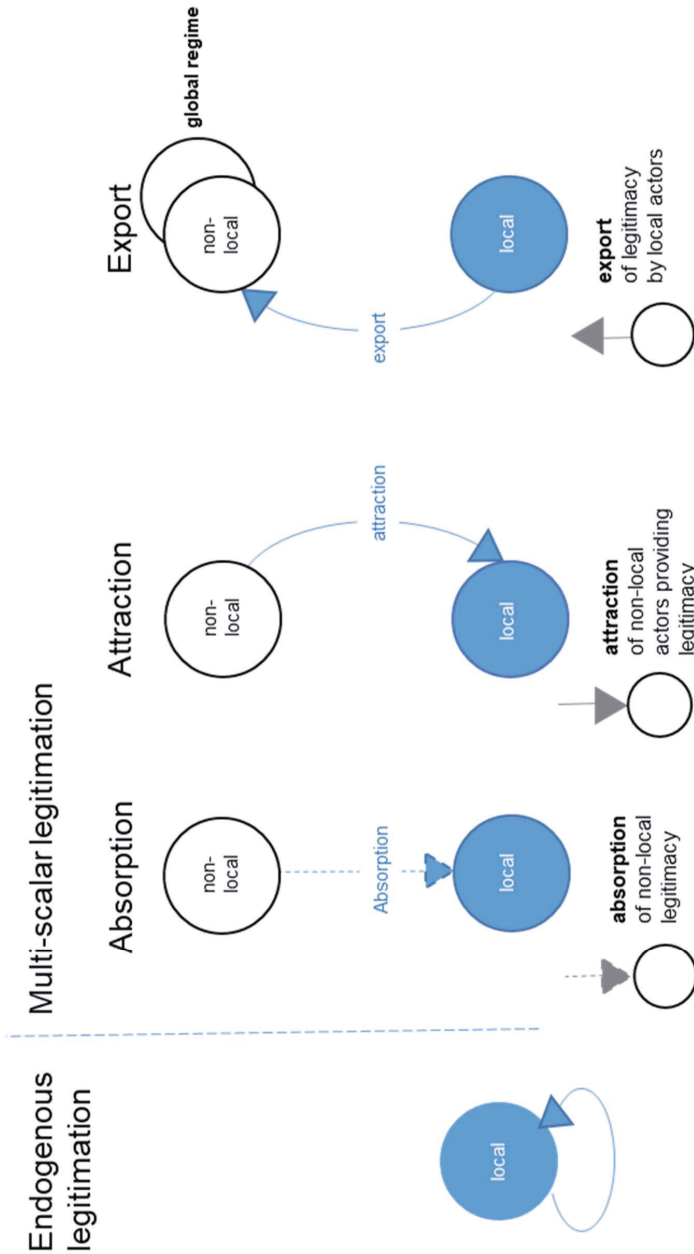 Endogenous
legitimation
Multi-scalar legitimation
Absorption
Attraction
Export
non-
local
non-
local
non-
local
global regime
Absorption
attraction
export
local
local
local
local
absorption
of non-local
legitimacy
attraction
of non-local
actors providing
legitimacy
export
of legitimacy
by local actors